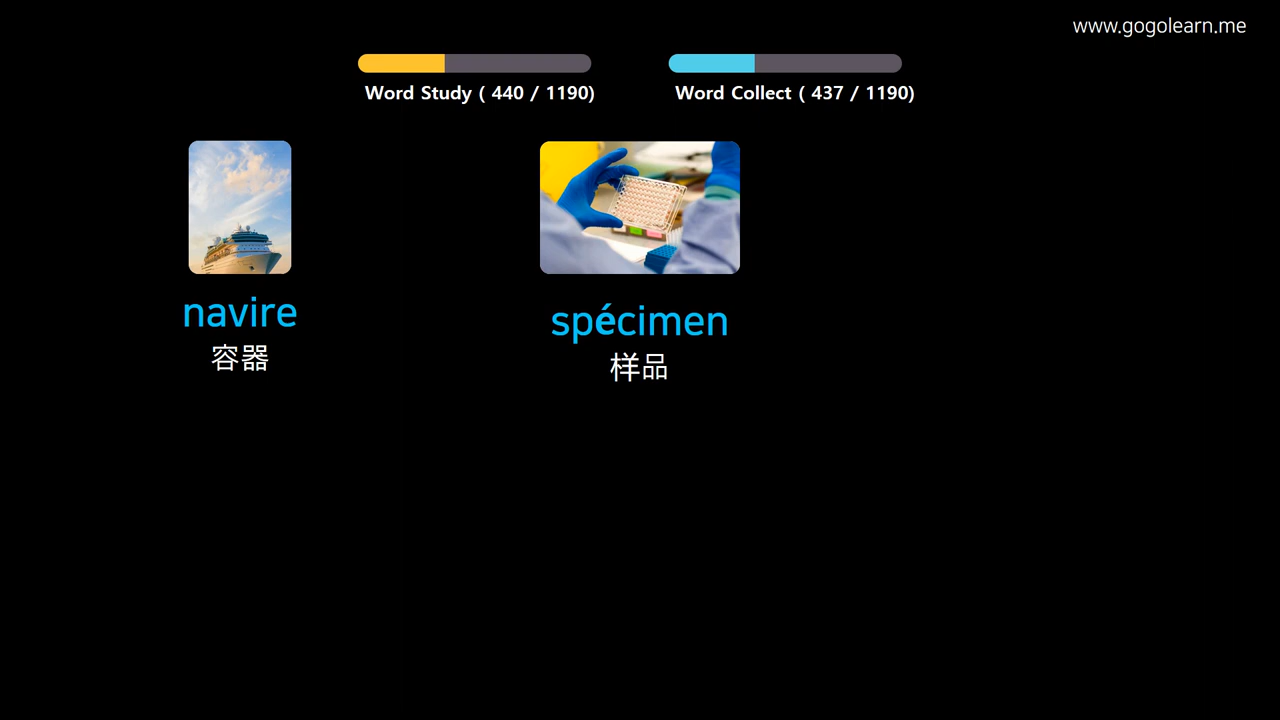 www.gogolearn.me
Word Study ( 440 / 1190)
Word Collect ( 437 / 1190)
navire
容器
spécimen
样品